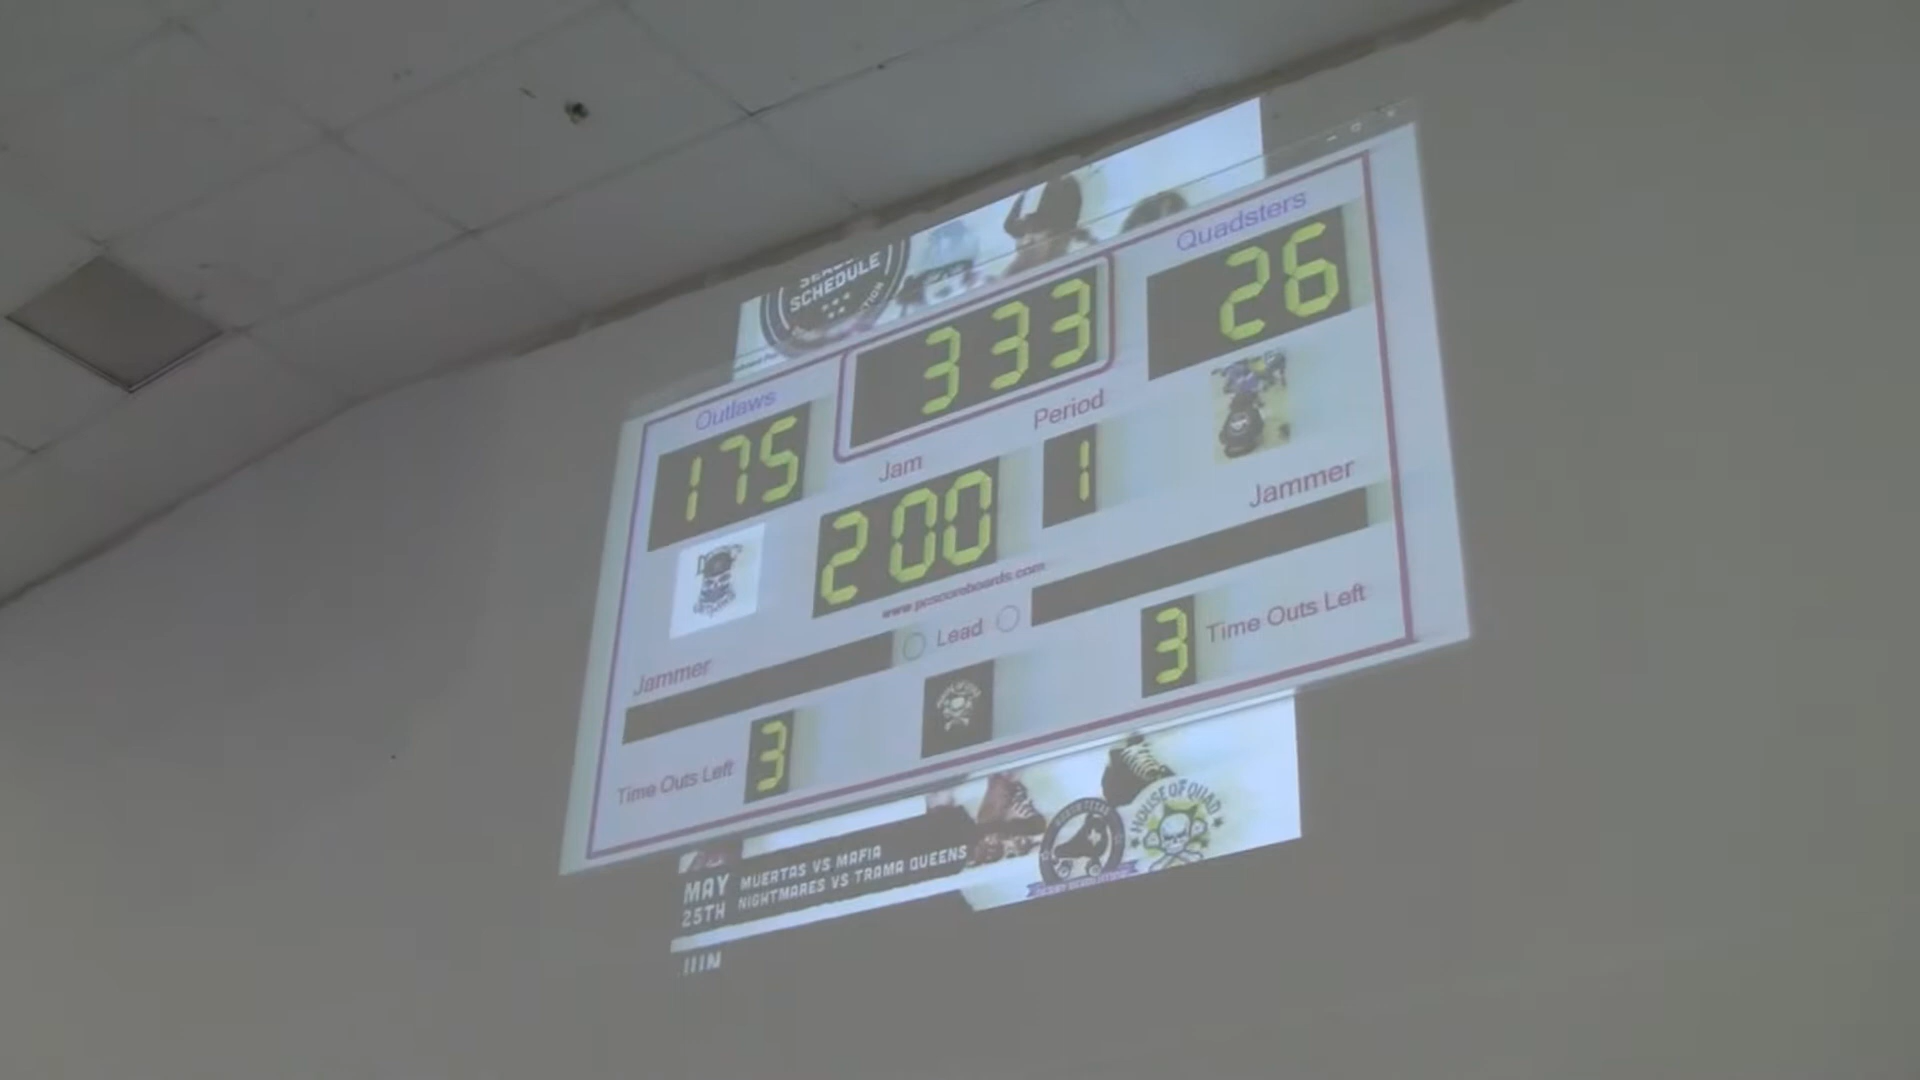 SCHEDULE
Quadsters
26
333
Outlaws
175
Period
1
Jam
200
Jammer
www.pcscoreboards.com
Lead
3
Time Outs Left
Jammer
Time Outs Left
3
HOUSE OF QUAD
MAY
25TH
MUERTAS VS MAFIA
NIGHTMARES VS TRAMA QUEENS